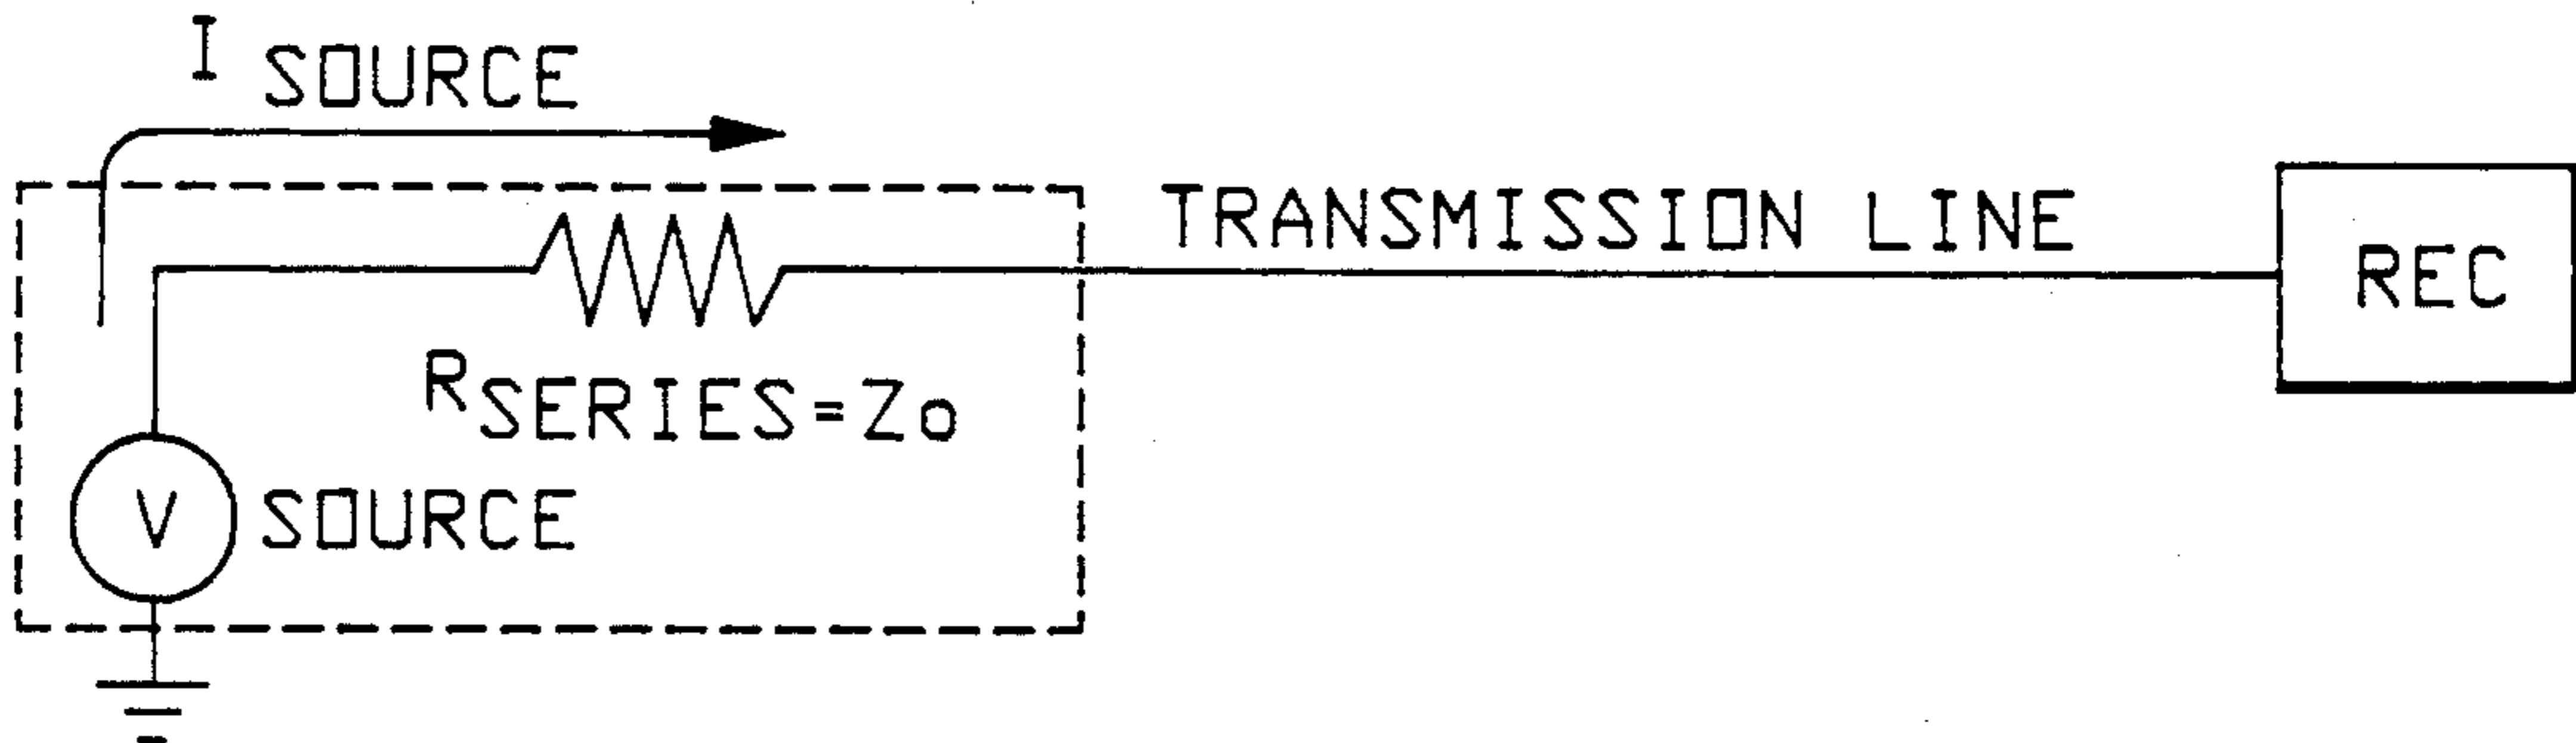 I SOURCE
TRANSMISSION LINE
REC
RSERIES=Zo
V SOURCE